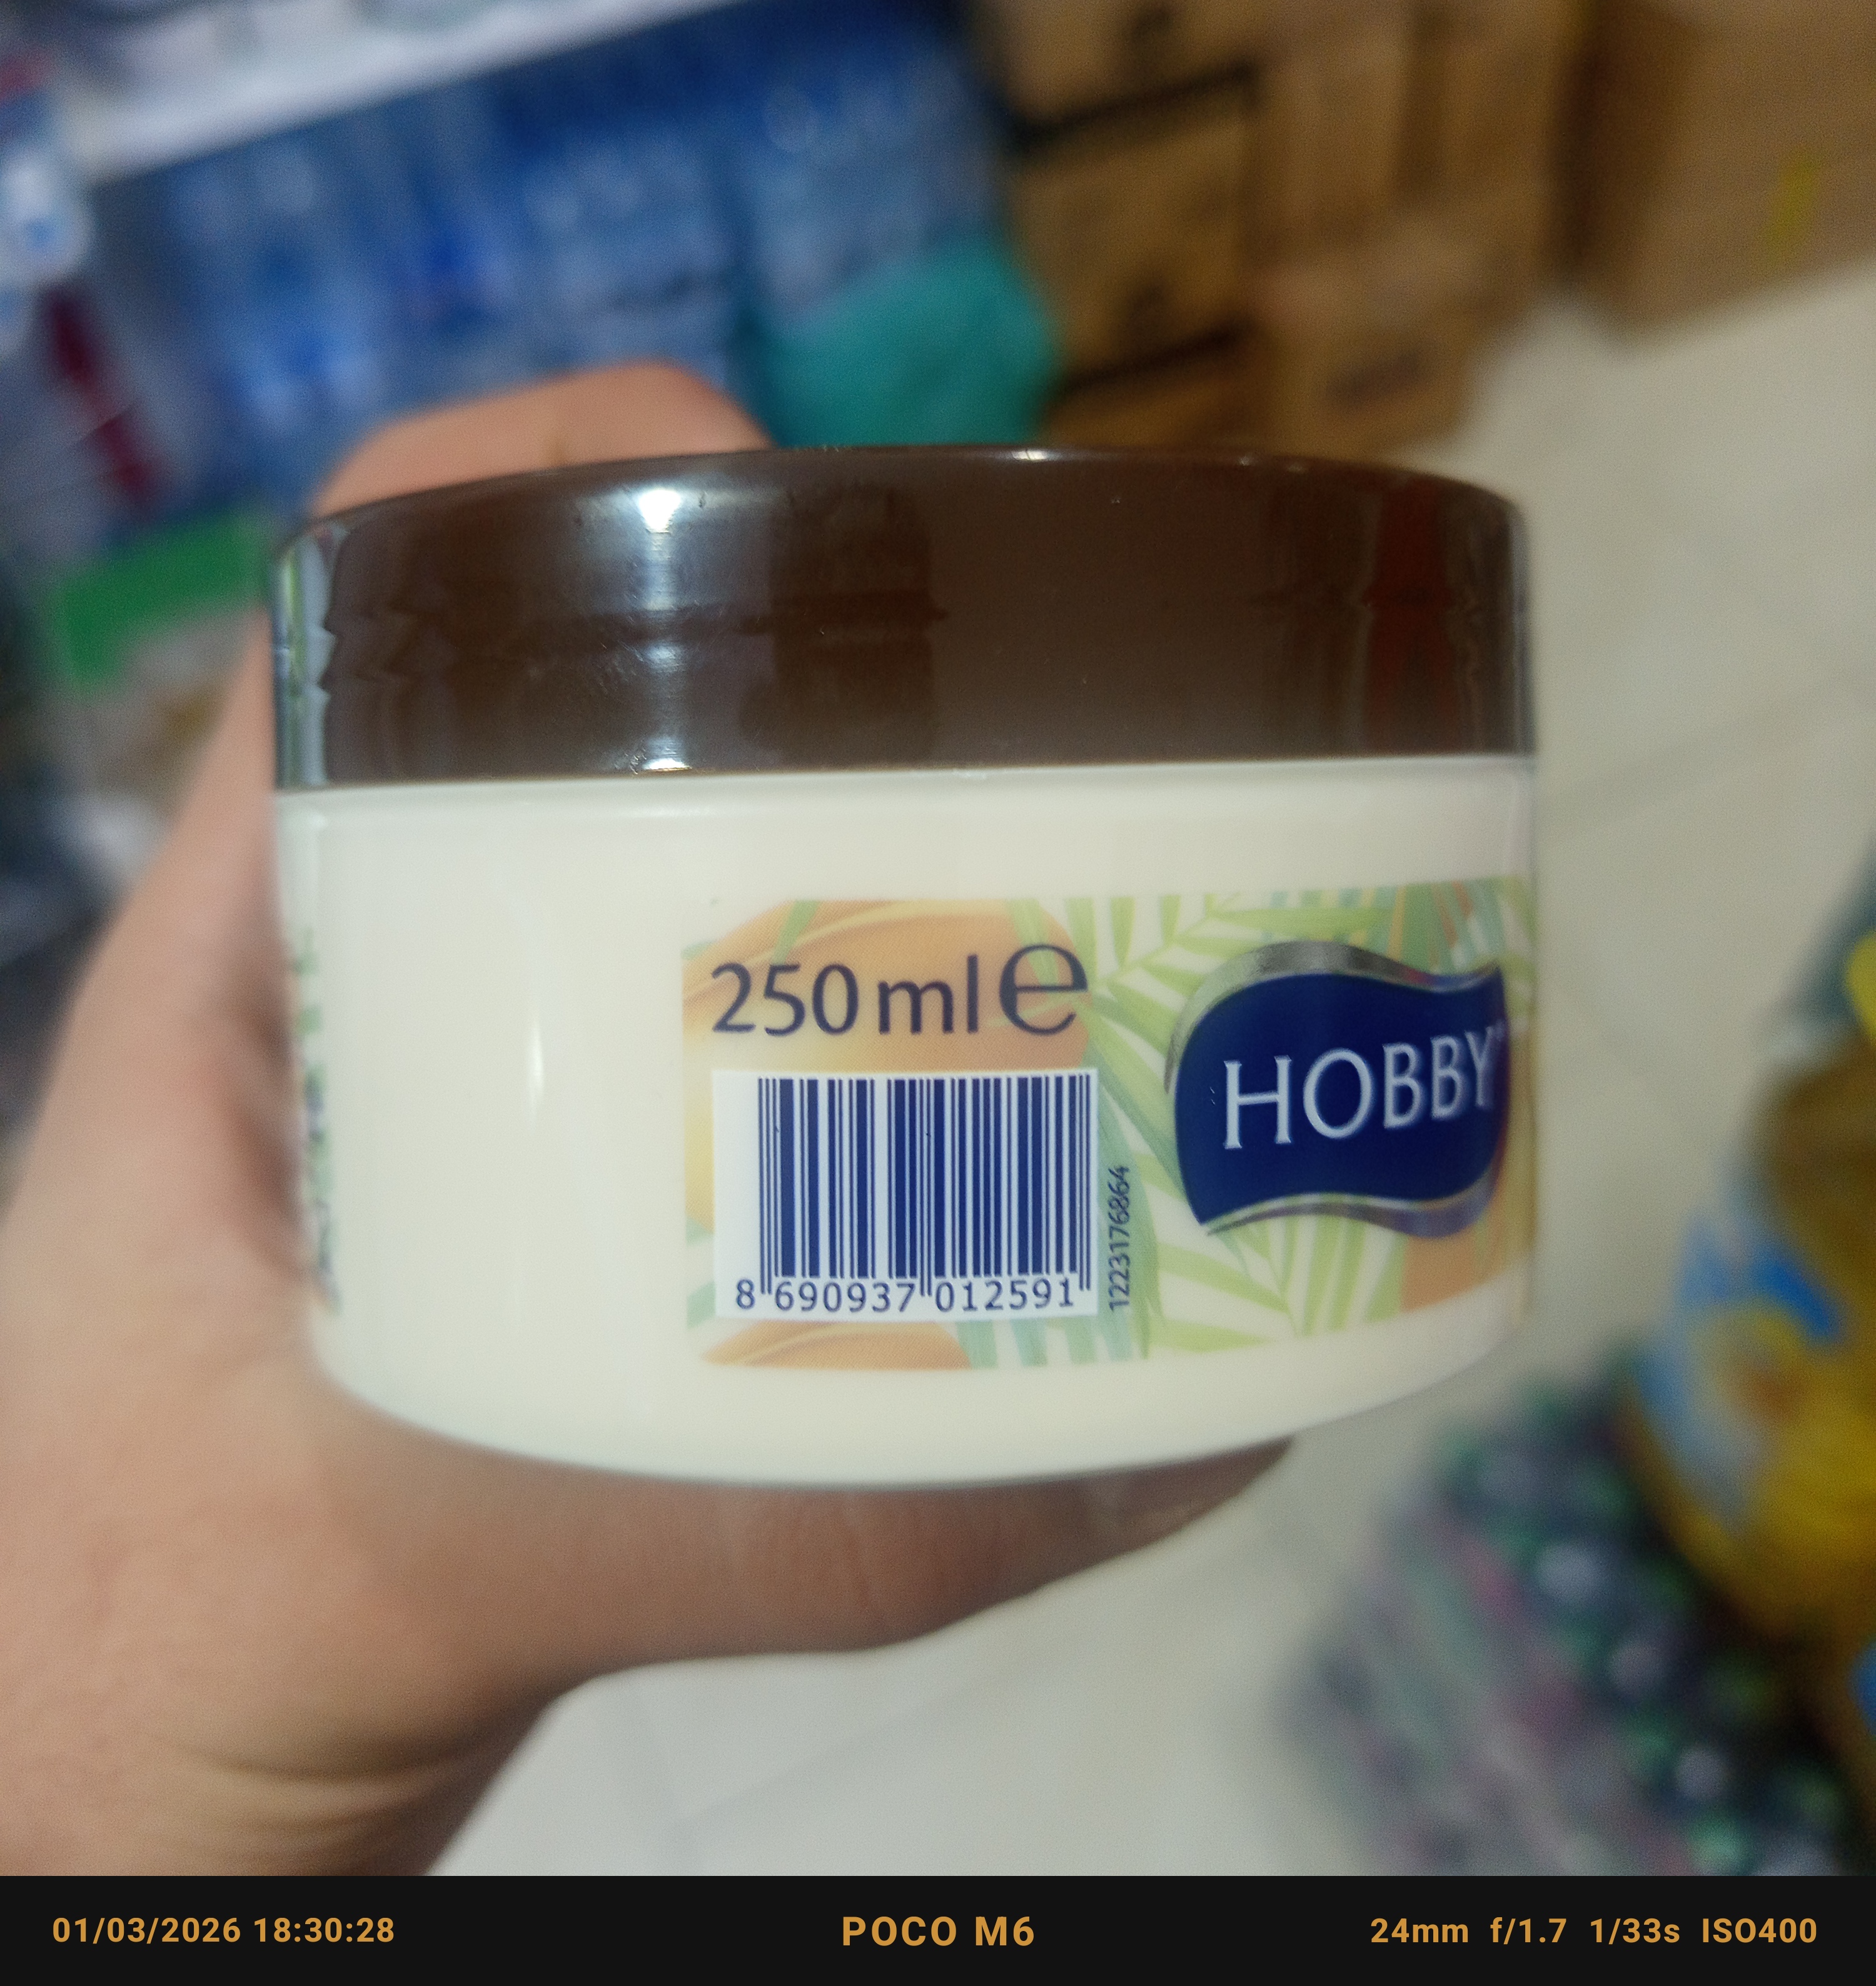 250 ml e
HOBBY
8 690937 012591
1223176864
01/03/2026 18:30:28
POCO M6
24mm f/1.7 1/33s ISO400